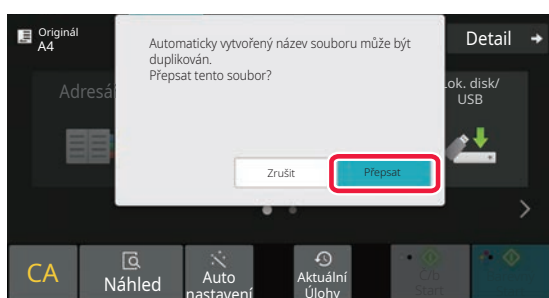 Originál
A4
Automaticky vytvořený název souboru může být
duplikován.
Přepsat tento soubor?
Detail
Adresá
ok. disk/
USB
Zrušit
Přepsat
CA
Náhled
Auto
nastavení
Aktuální
Úlohy
Č/b
Start